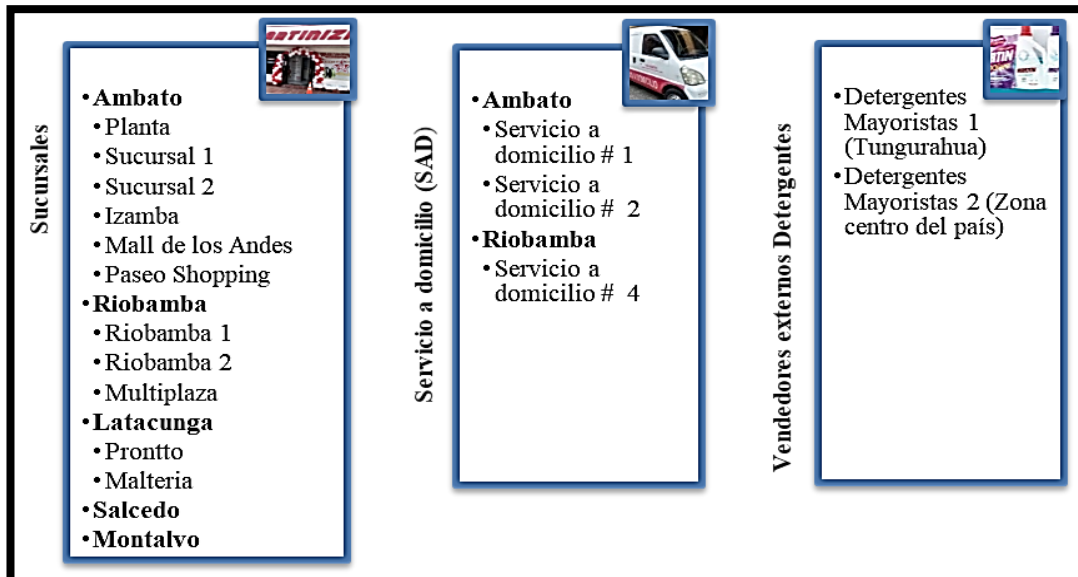 Sucursales
•Ambato
•Planta
•Sucursal 1
•Sucursal 2
•Izamba
•Mall de los Andes
•Paseo Shopping
•Riobamba
•Riobamba 1
•Riobamba 2
•Multiplaza
•Latacunga
•Prontto
•Malteria
•Salcedo
•Montalvo
Servicio a domicilio (SAD)
•Ambato
•Servicio a
domicilio # 1
•Servicio a
domicilio # 2
•Riobamba
•Servicio a
domicilio # 4
Vendedores externos Detergentes
•Detergentes
Mayoristas 1
(Tungurahua)
•Detergentes
Mayoristas 2 (Zona
centro del país)